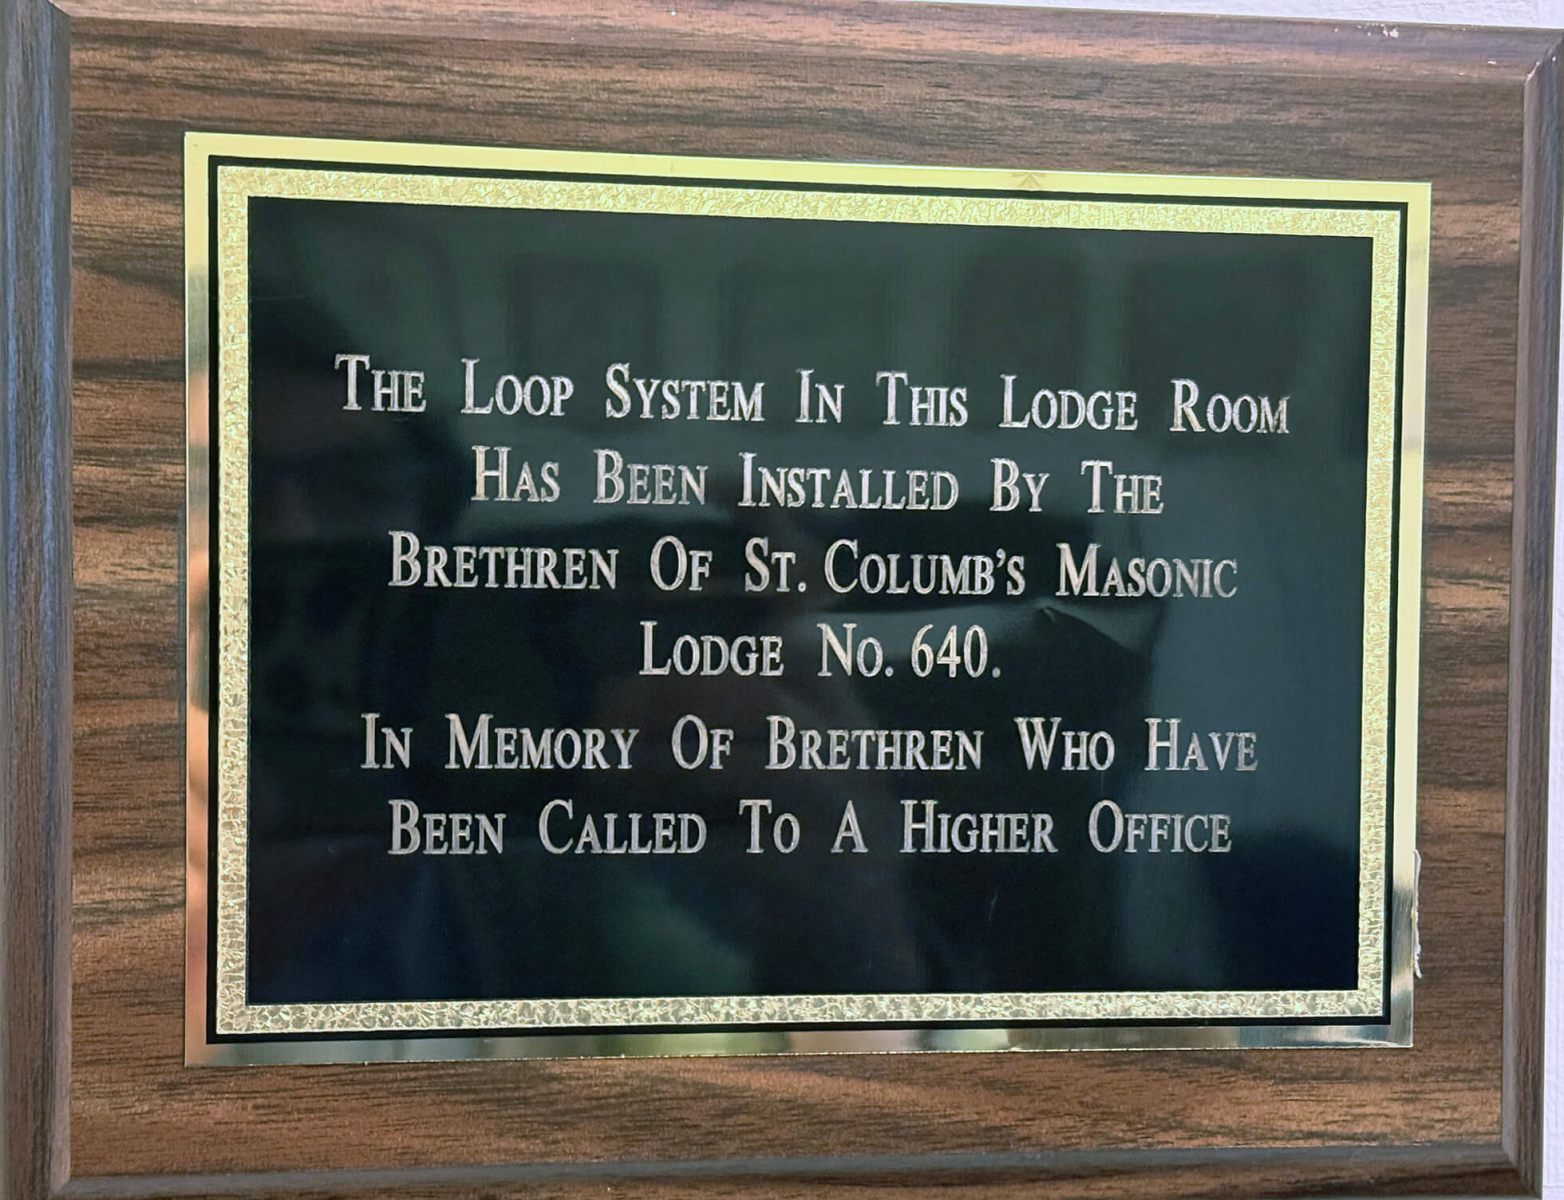 The Loop System In This Lodge Room
Has Been Installed By The
Brethren Of St. Columb's Masonic
Lodge No. 640.
In Memory Of Brethren Who Have
Been Called To A Higher Office